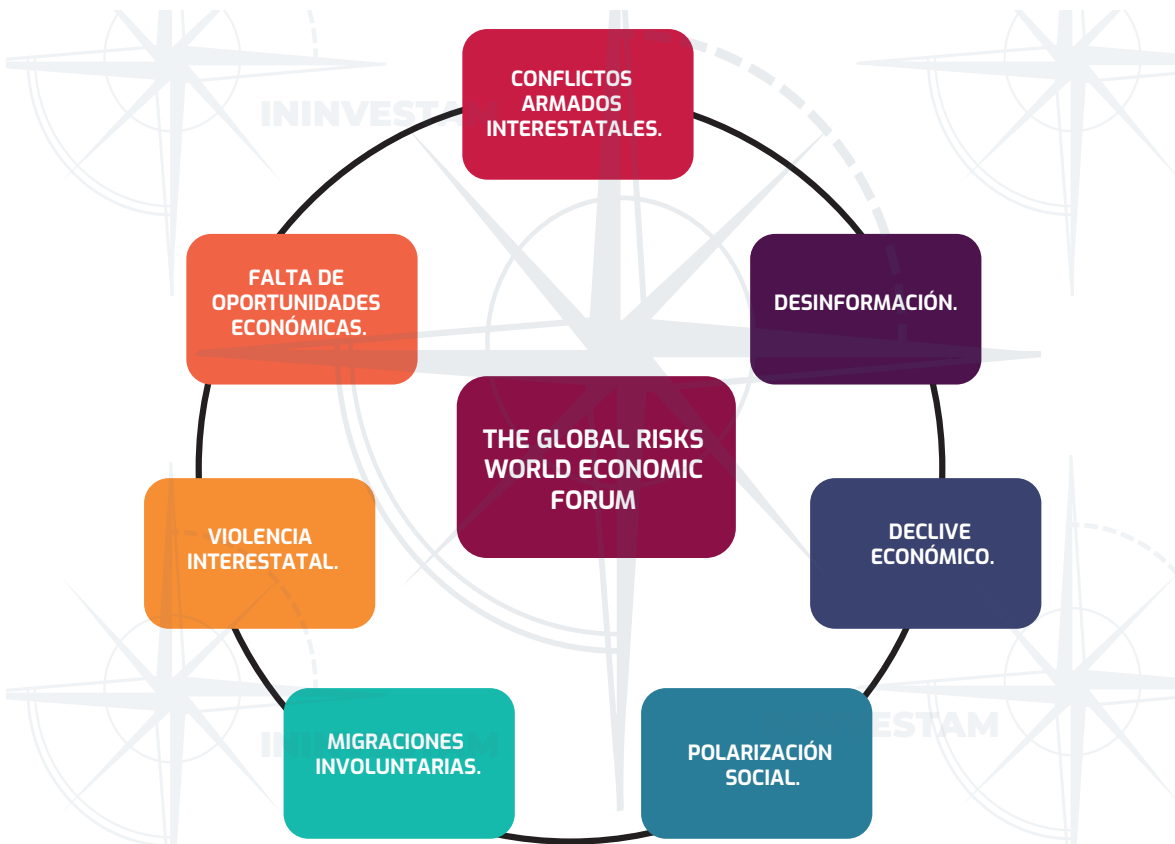 CONFLICTOS
ARMADOS
INTERESTATALES.
ININVESTAM
FALTA DE
OPORTUNIDADES
ECONÓMICAS.
DESINFORMACIÓN.
THE GLOBAL RISKS
WORLD ECONOMIC
FORUM
VIOLENCIA
INTERESTATAL.
DECLIVE
ECONÓMICO.
MIGRACIONES
INVOLUNTARIAS.
POLARIZACIÓN
SOCIAL.